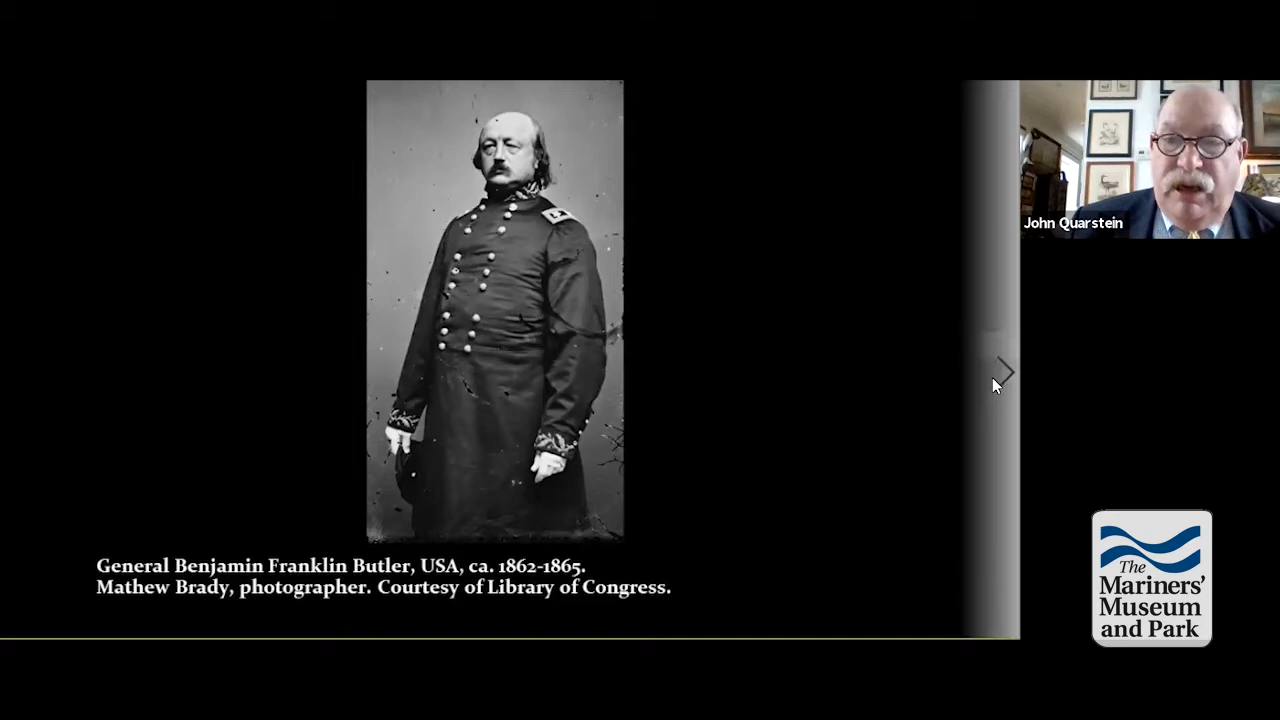 John Quarstein
General Benjamin Franklin Butler, USA, ca. 1862-1865.
Mathew Brady, photographer. Courtesy of Library of Congress.
The
Mariners'
Museum
and Park